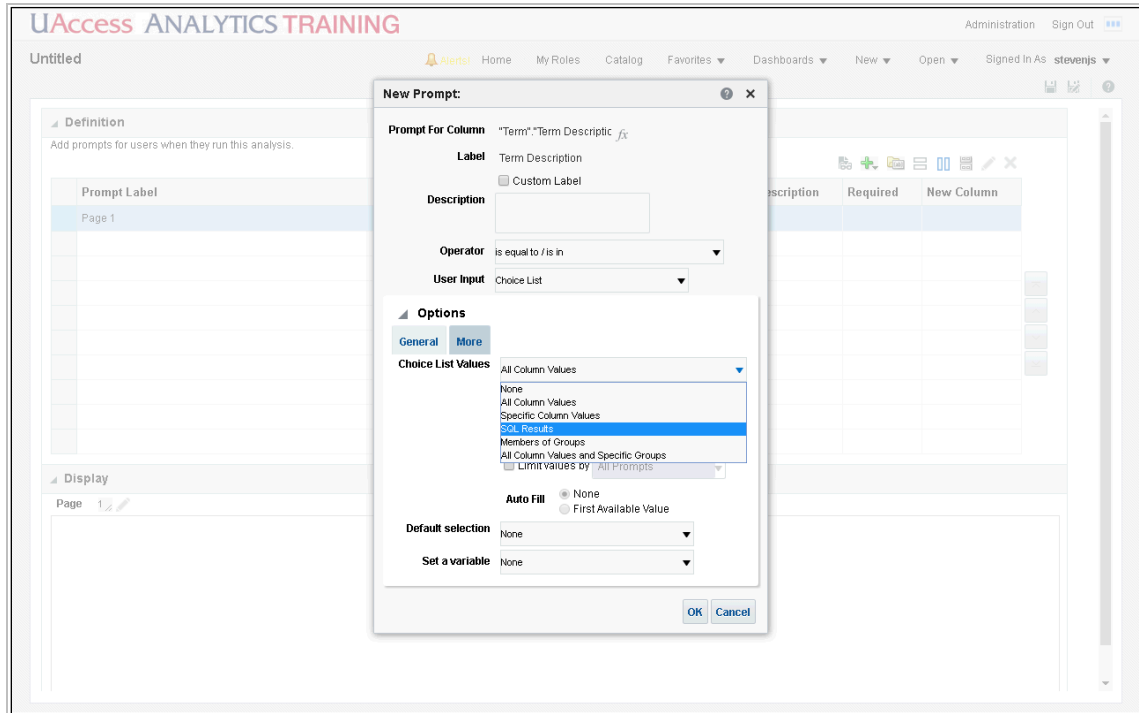 UACCESS ANALYTICS TRAINING
Administration Sign Out
Untitled
Alerts! Home My Roles Catalog Favorites Dashboards New Open Signed In As stevenjs
New Prompt:
Definition
Add prompts for users when they run this analysis.
Prompt For Column "Term"."Term Descriptic fx
Label Term Description
Custom Label
Prompt Label escription Required New Column
Description
Page 1
Operator is equal to / is in
User Input Choice List
Options
General More
Choice List Values All Column Values
None
All Column Values
Specific Column Values
SQL Results
Members of Groups
All Column Values and Specific Groups
Limit values by All Prompts
Display
Page 1
Auto Fill None
First Available Value
Default selection None
Set a variable None
OK Cancel